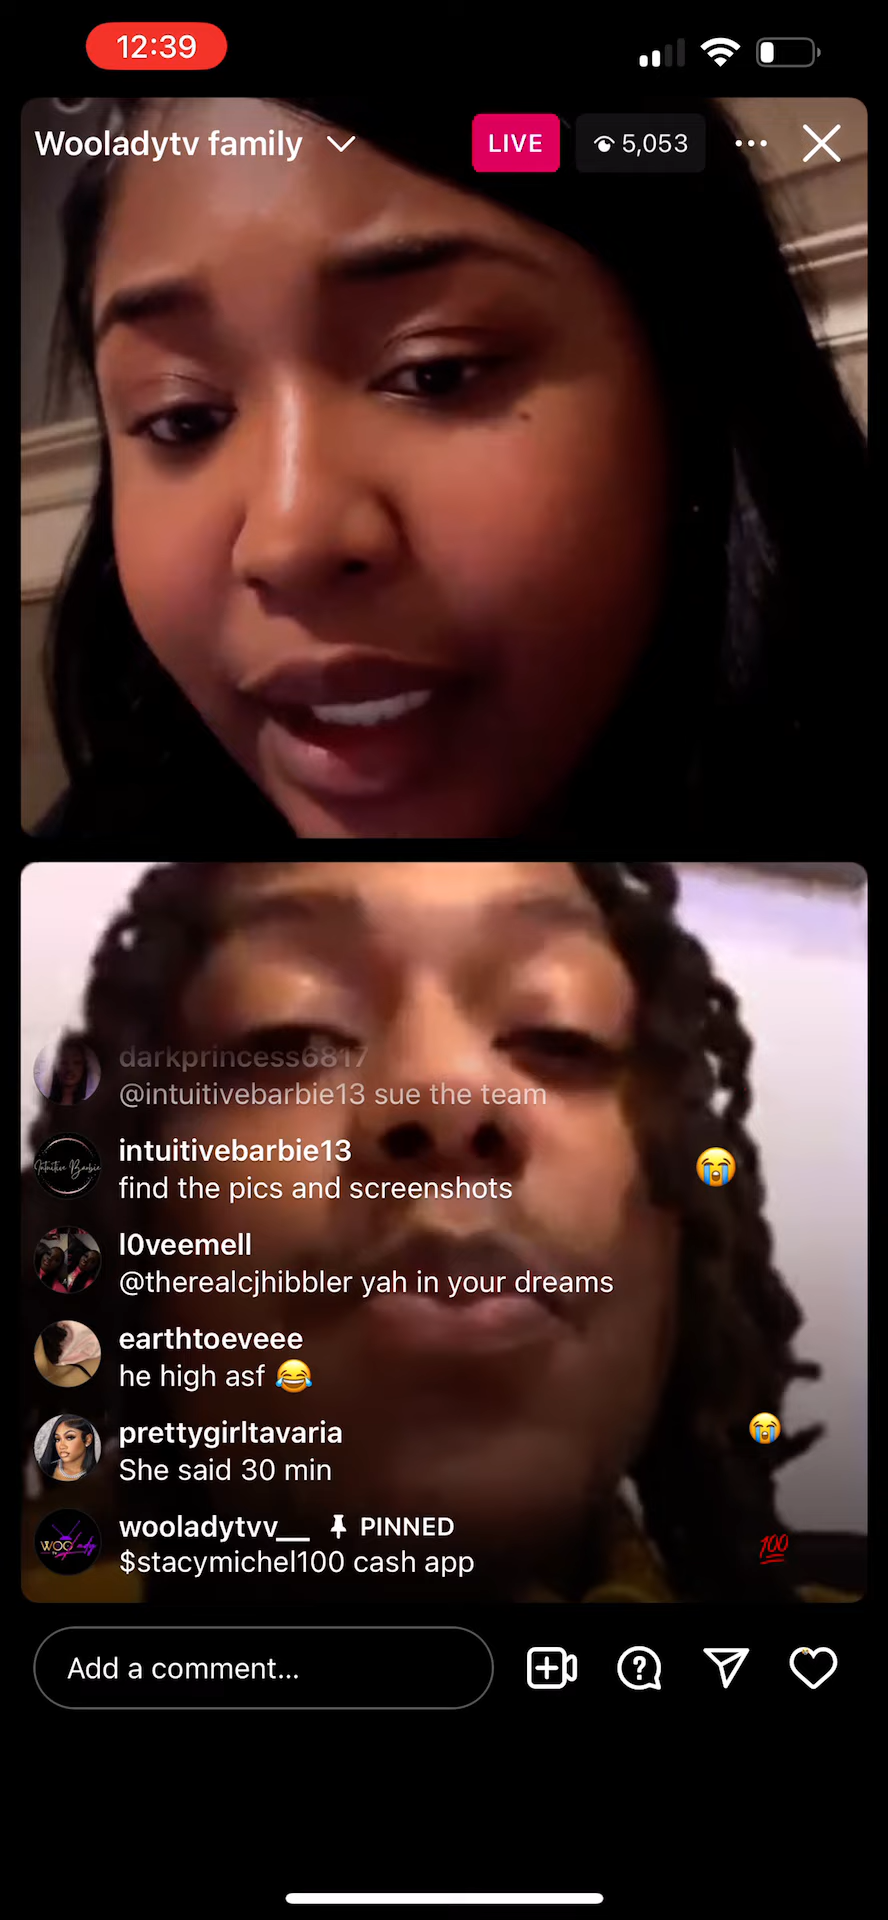 12:39
Wooladytv family
LIVE
5,053
darkprincess6817
@intuitivebarbie13 sue the team
intuitivebarbie13
find the pics and screenshots
l0veemell
@therealcjhibbler yah in your dreams
earthtoeveee
he high asf 😂
prettygirltavaria
She said 30 min
wooladytvv__ PINNED
$stacymichel100 cash app
100
Add a comment...